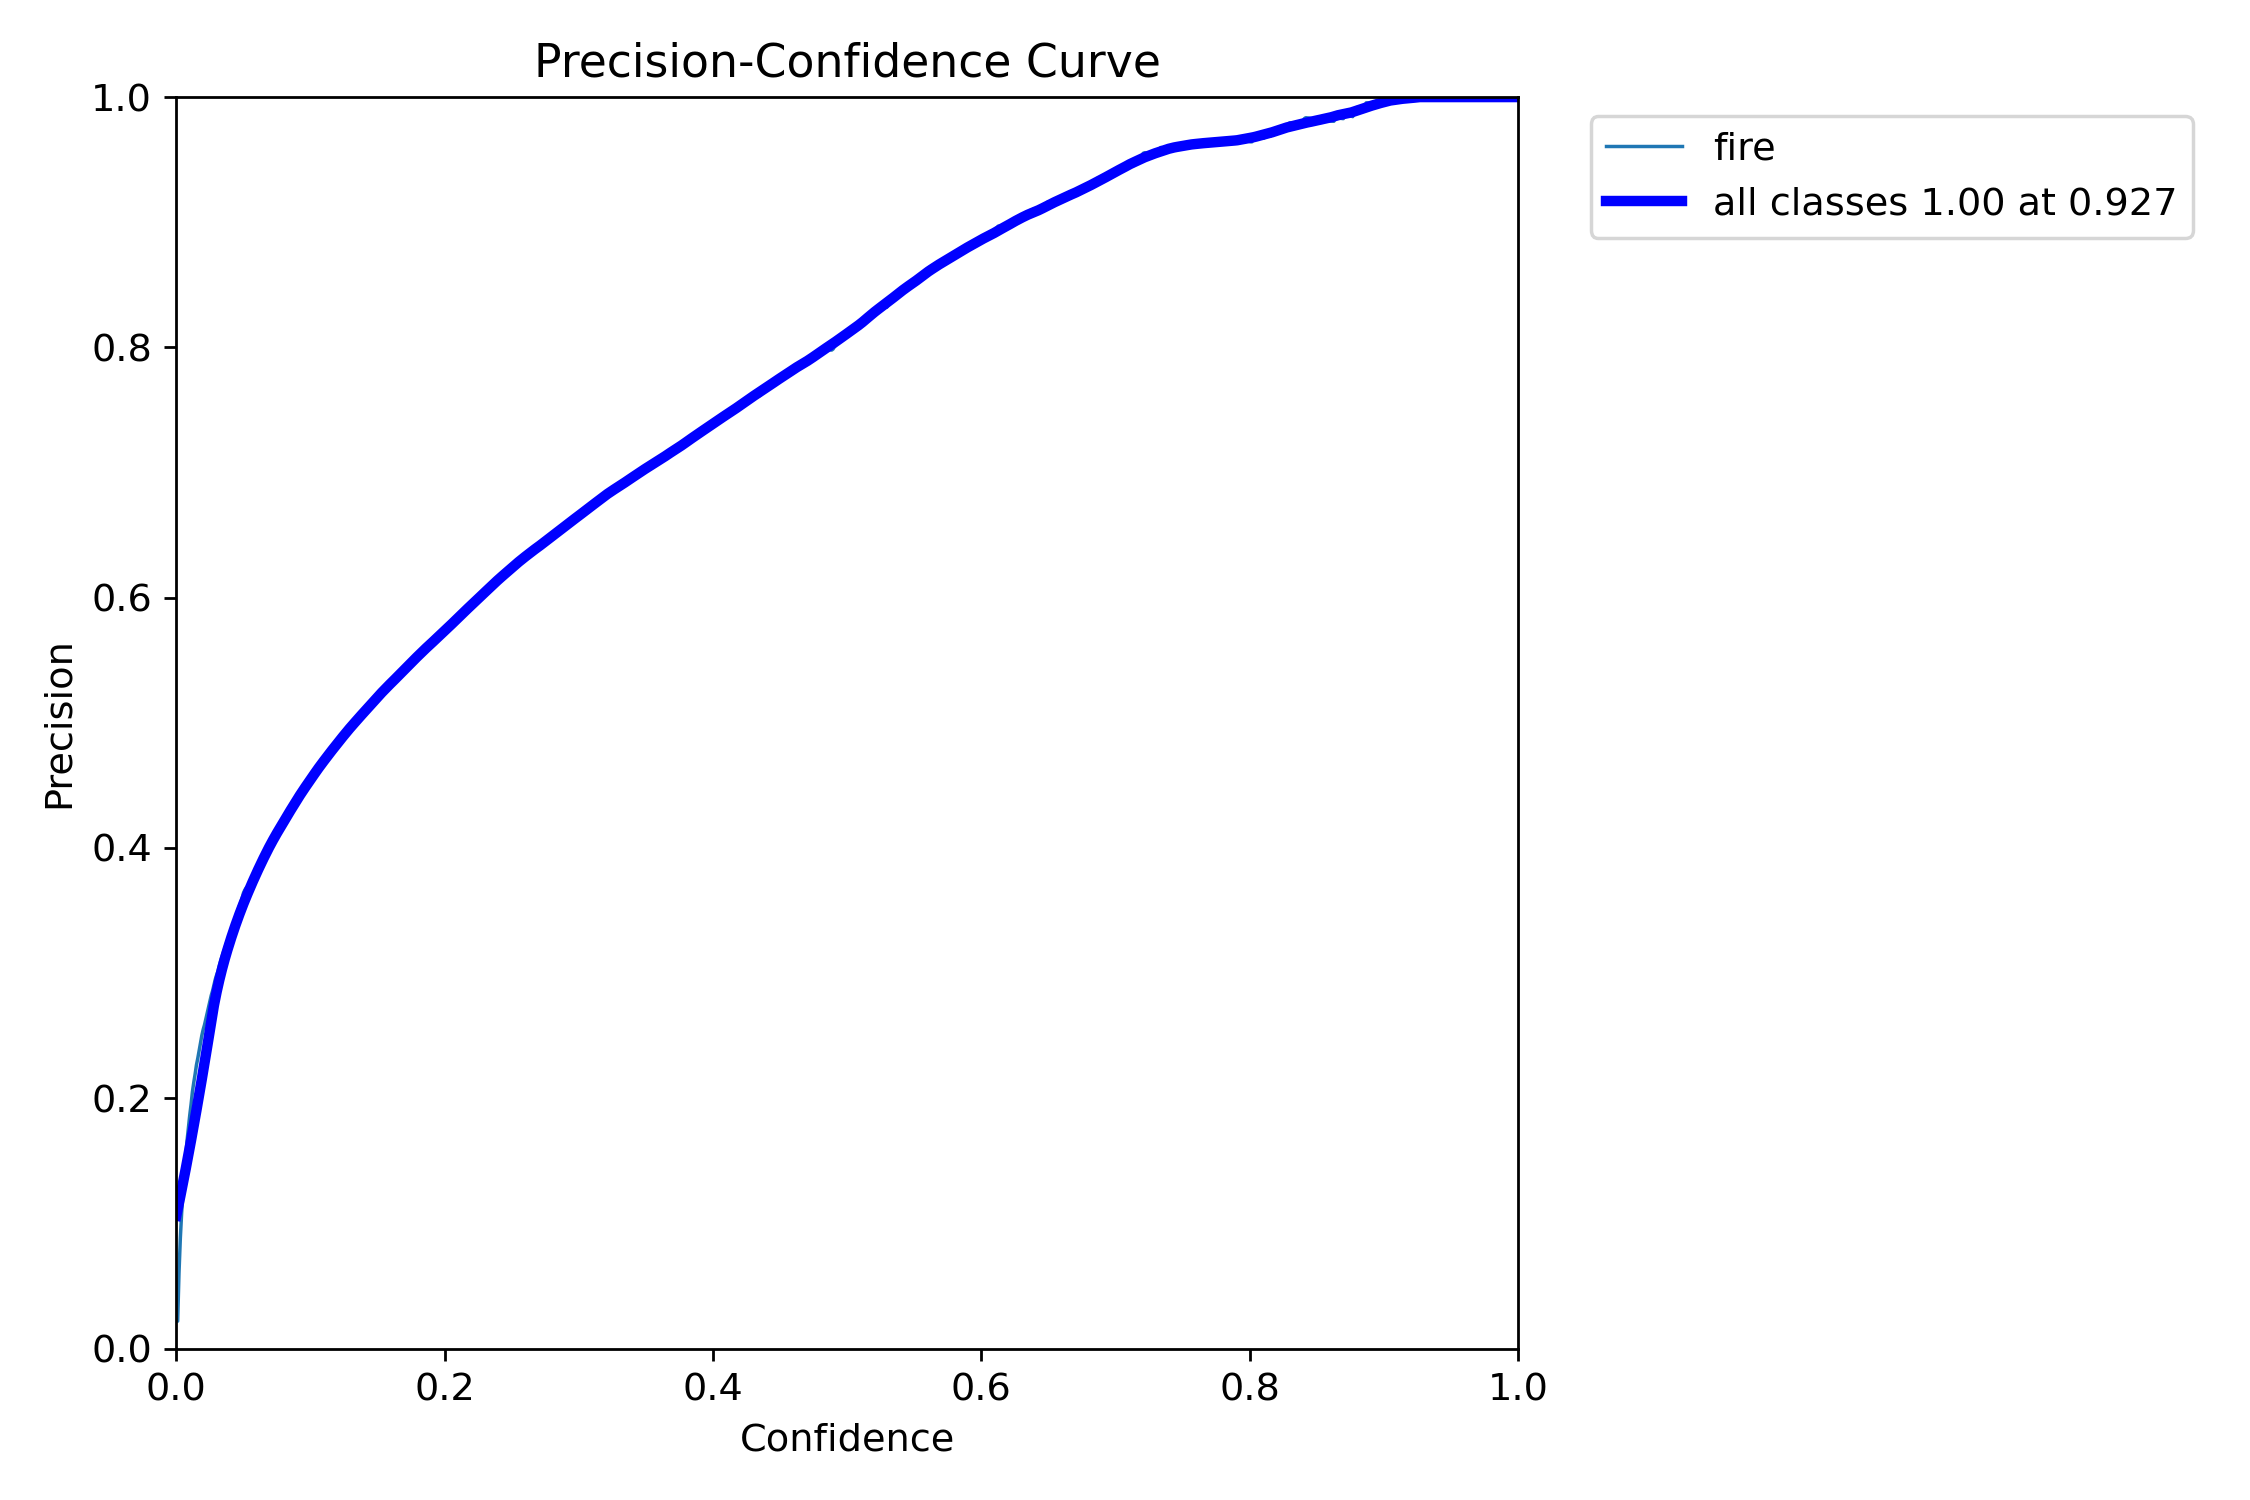 Precision-Confidence Curve
1.0
0.8
0.6
0.4
0.2
0.0
Precision
0.0 0.2 0.4 0.6 0.8 1.0
Confidence
fire
all classes 1.00 at 0.927